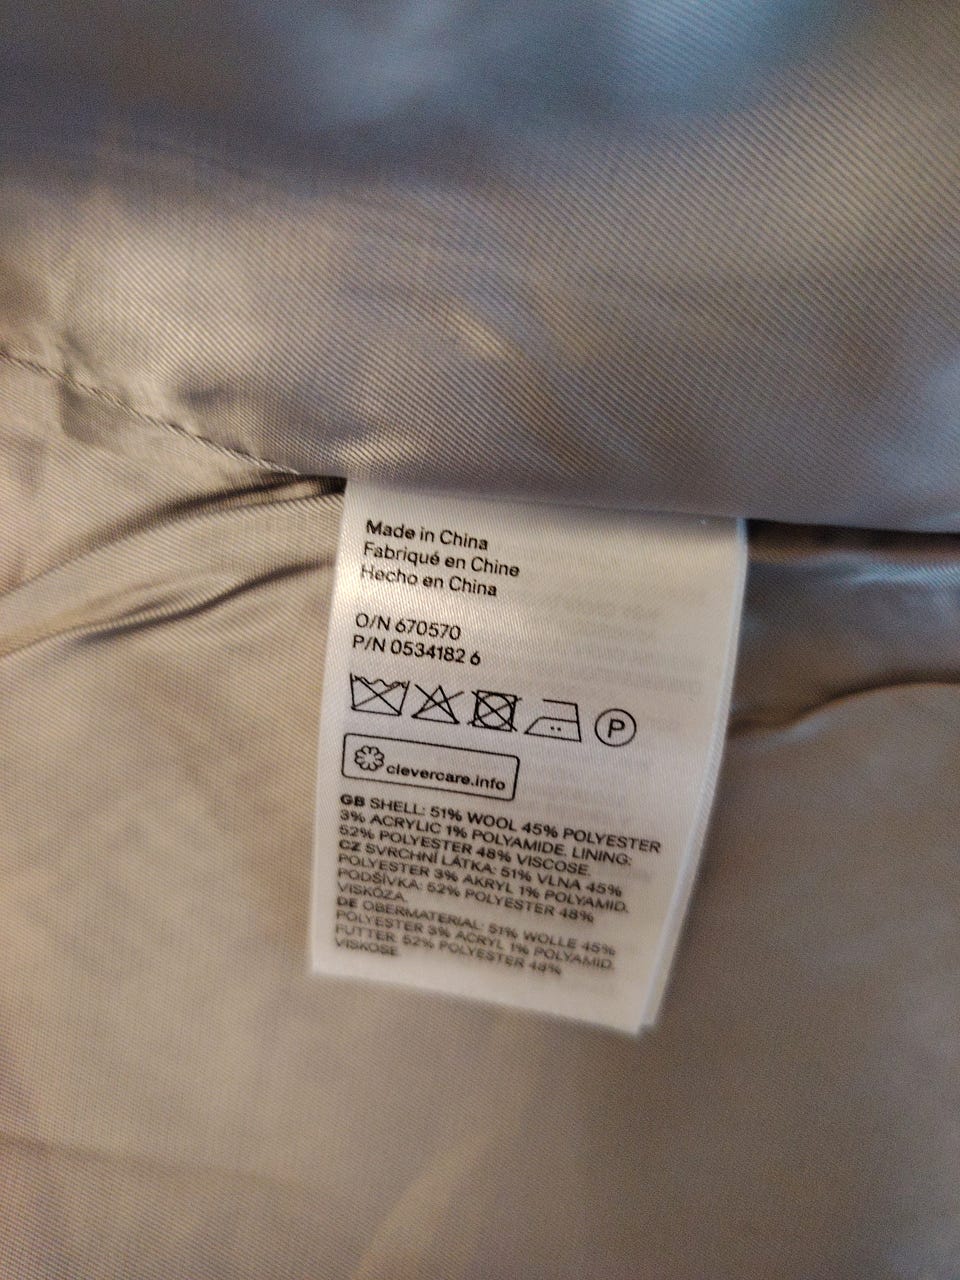 Made in China
Fabriqué en Chine
Hecho en China
O/N 670570
P/N 0534182 6
P
clevercare.info
GB SHELL: 51% WOOL 45% POLYESTER
3% ACRYLIC 1% POLYAMIDE. LINING:
52% POLYESTER 48% VISCOSE.
CZ SVRCHNÍ LÁTKA: 51% VLNA 45%
POLYESTER 3% AKRYL 1% POLYAMID.
PODŠÍVKA: 52% POLYESTER 48%
VISKÓZA.
DE OBERMATERIAL: 51% WOLLE 45%
POLYESTER 3% ACRYL 1% POLYAMID.
FUTTER: 52% POLYESTER 48%
VISKOSE.